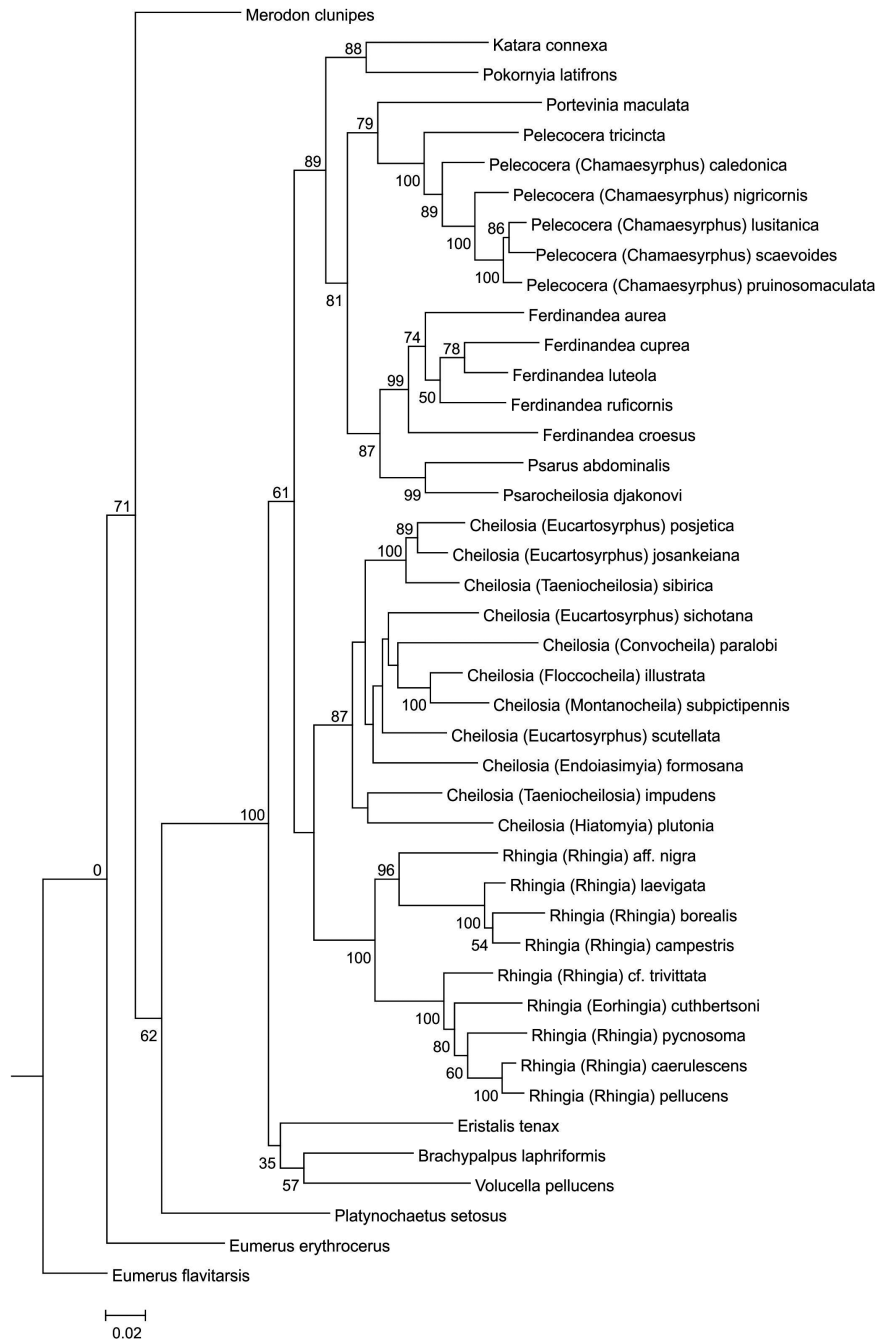 Merodon clunipes
Katara connexa
88
Pokornyia latifrons
Portevinia maculata
79
Pelecocera tricincta
89
Pelecocera (Chamaesyrphus) caledonica
100
Pelecocera (Chamaesyrphus) nigricornis
89
Pelecocera (Chamaesyrphus) lusitanica
86
100
Pelecocera (Chamaesyrphus) scaevoides
100
Pelecocera (Chamaesyrphus) pruinosomaculata
81
Ferdinandea aurea
74
Ferdinandea cuprea
78
Ferdinandea luteola
99
50
Ferdinandea ruficornis
Ferdinandea croesus
87
Psarus abdominalis
61
99
Psarocheilosia djakonovi
71
Cheilosia (Eucartosyrphus) posjetica
89
100
Cheilosia (Eucartosyrphus) josankeiana
Cheilosia (Taeniocheilosia) sibirica
Cheilosia (Eucartosyrphus) sichotana
Cheilosia (Convocheila) paralobi
Cheilosia (Floccocheila) illustrata
100
Cheilosia (Montanocheila) subpictipennis
87
Cheilosia (Eucartosyrphus) scutellata
Cheilosia (Endoiasimyia) formosana
Cheilosia (Taeniocheilosia) impudens
100
Cheilosia (Hiatomyia) plutonia
Rhingia (Rhingia) aff. nigra
0
96
Rhingia (Rhingia) laevigata
Rhingia (Rhingia) borealis
100
Rhingia (Rhingia) campestris
54
100
Rhingia (Rhingia) cf. trivittata
Rhingia (Eorhingia) cuthbertsoni
100
62
Rhingia (Rhingia) pycnosoma
80
Rhingia (Rhingia) caerulescens
60
Rhingia (Rhingia) pellucens
100
Eristalis tenax
Brachypalpus laphriformis
35
Volucella pellucens
57
Platynochaetus setosus
Eumerus erythrocerus
Eumerus flavitarsis
0.02